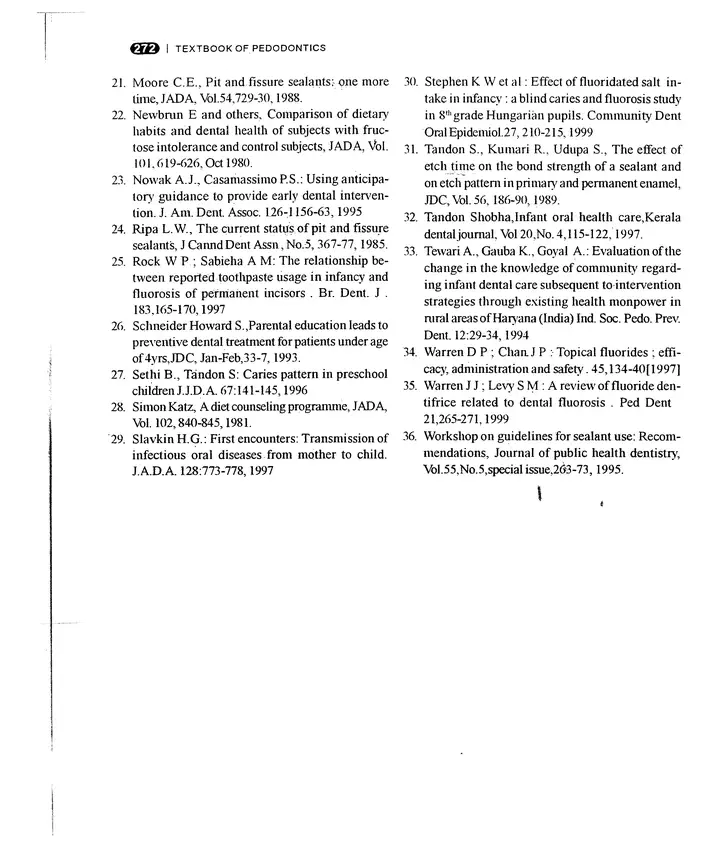 272 | TEXTBOOK OF PEDODONTICS
21. Moore C.E., Pit and fissure sealants: one more
time, JADA, Vol.54,729-30, 1988.
22. Newbrun E and others, Comparison of dietary
habits and dental health of subjects with fruc-
tose intolerance and control subjects, JADA, Vol.
101, 619-626, Oct 1980.
23. Nowak A.J., Casamassimo P.S.: Using anticipa-
tory guidance to provide early dental interven-
tion. J. Am. Dent. Assoc. 126-1156-63, 1995
24. Ripa L.W., The current status of pit and fissure
sealants, J Cannd Dent Assn , No.5, 367-77, 1985.
25. Rock W P ; Sabieha A M: The relationship be-
tween reported toothpaste usage in infancy and
fluorosis of permanent incisors . Br. Dent. J .
183,165-170, 1997
26. Schneider Howard S.,Parental education leads to
preventive dental treatment for patients under age
of 4yrs,JDC, Jan-Feb,33-7, 1993.
27. Sethi B., Tandon S: Caries pattern in preschool
children J.J.D.A. 67:141-145, 1996
28. Simon Katz, A diet counseling programme, JADA,
Vol. 102, 840-845, 1981.
29. Slavkin H.G.: First encounters: Transmission of
infectious oral diseases from mother to child.
J.A.D.A. 128:773-778, 1997
30. Stephen K W et al : Effect of fluoridated salt in-
take in infancy : a blind caries and fluorosis study
in 8th grade Hungarian pupils. Community Dent
Oral Epidemiol.27, 210-215, 1999
31. Tandon S., Kumari R., Udupa S., The effect of
etch time on the bond strength of a sealant and
on etch pattern in primary and permanent enamel,
JDC, Vol. 56, 186-90, 1989.
32. Tandon Shobha,Infant oral health care,Kerala
dental journal, Vol 20,No. 4,115-122, 1997.
33. Tewari A., Gauba K., Goyal A.: Evaluation of the
change in the knowledge of community regard-
ing infant dental care subsequent to intervention
strategies through existing health monpower in
rural areas of Haryana (India) Ind. Soc. Pedo. Prev.
Dent. 12:29-34, 1994
34. Warren D P ; Chan J P : Topical fluorides ; effi-
cacy, administration and safety . 45,134-40[1997]
35. Warren J J ; Levy S M : A review of fluoride den-
tifrice related to dental fluorosis . Ped Dent
21,265-271, 1999
36. Workshop on guidelines for sealant use: Recom-
mendations, Journal of public health dentistry,
Vol.55,No.5,special issue,263-73, 1995.